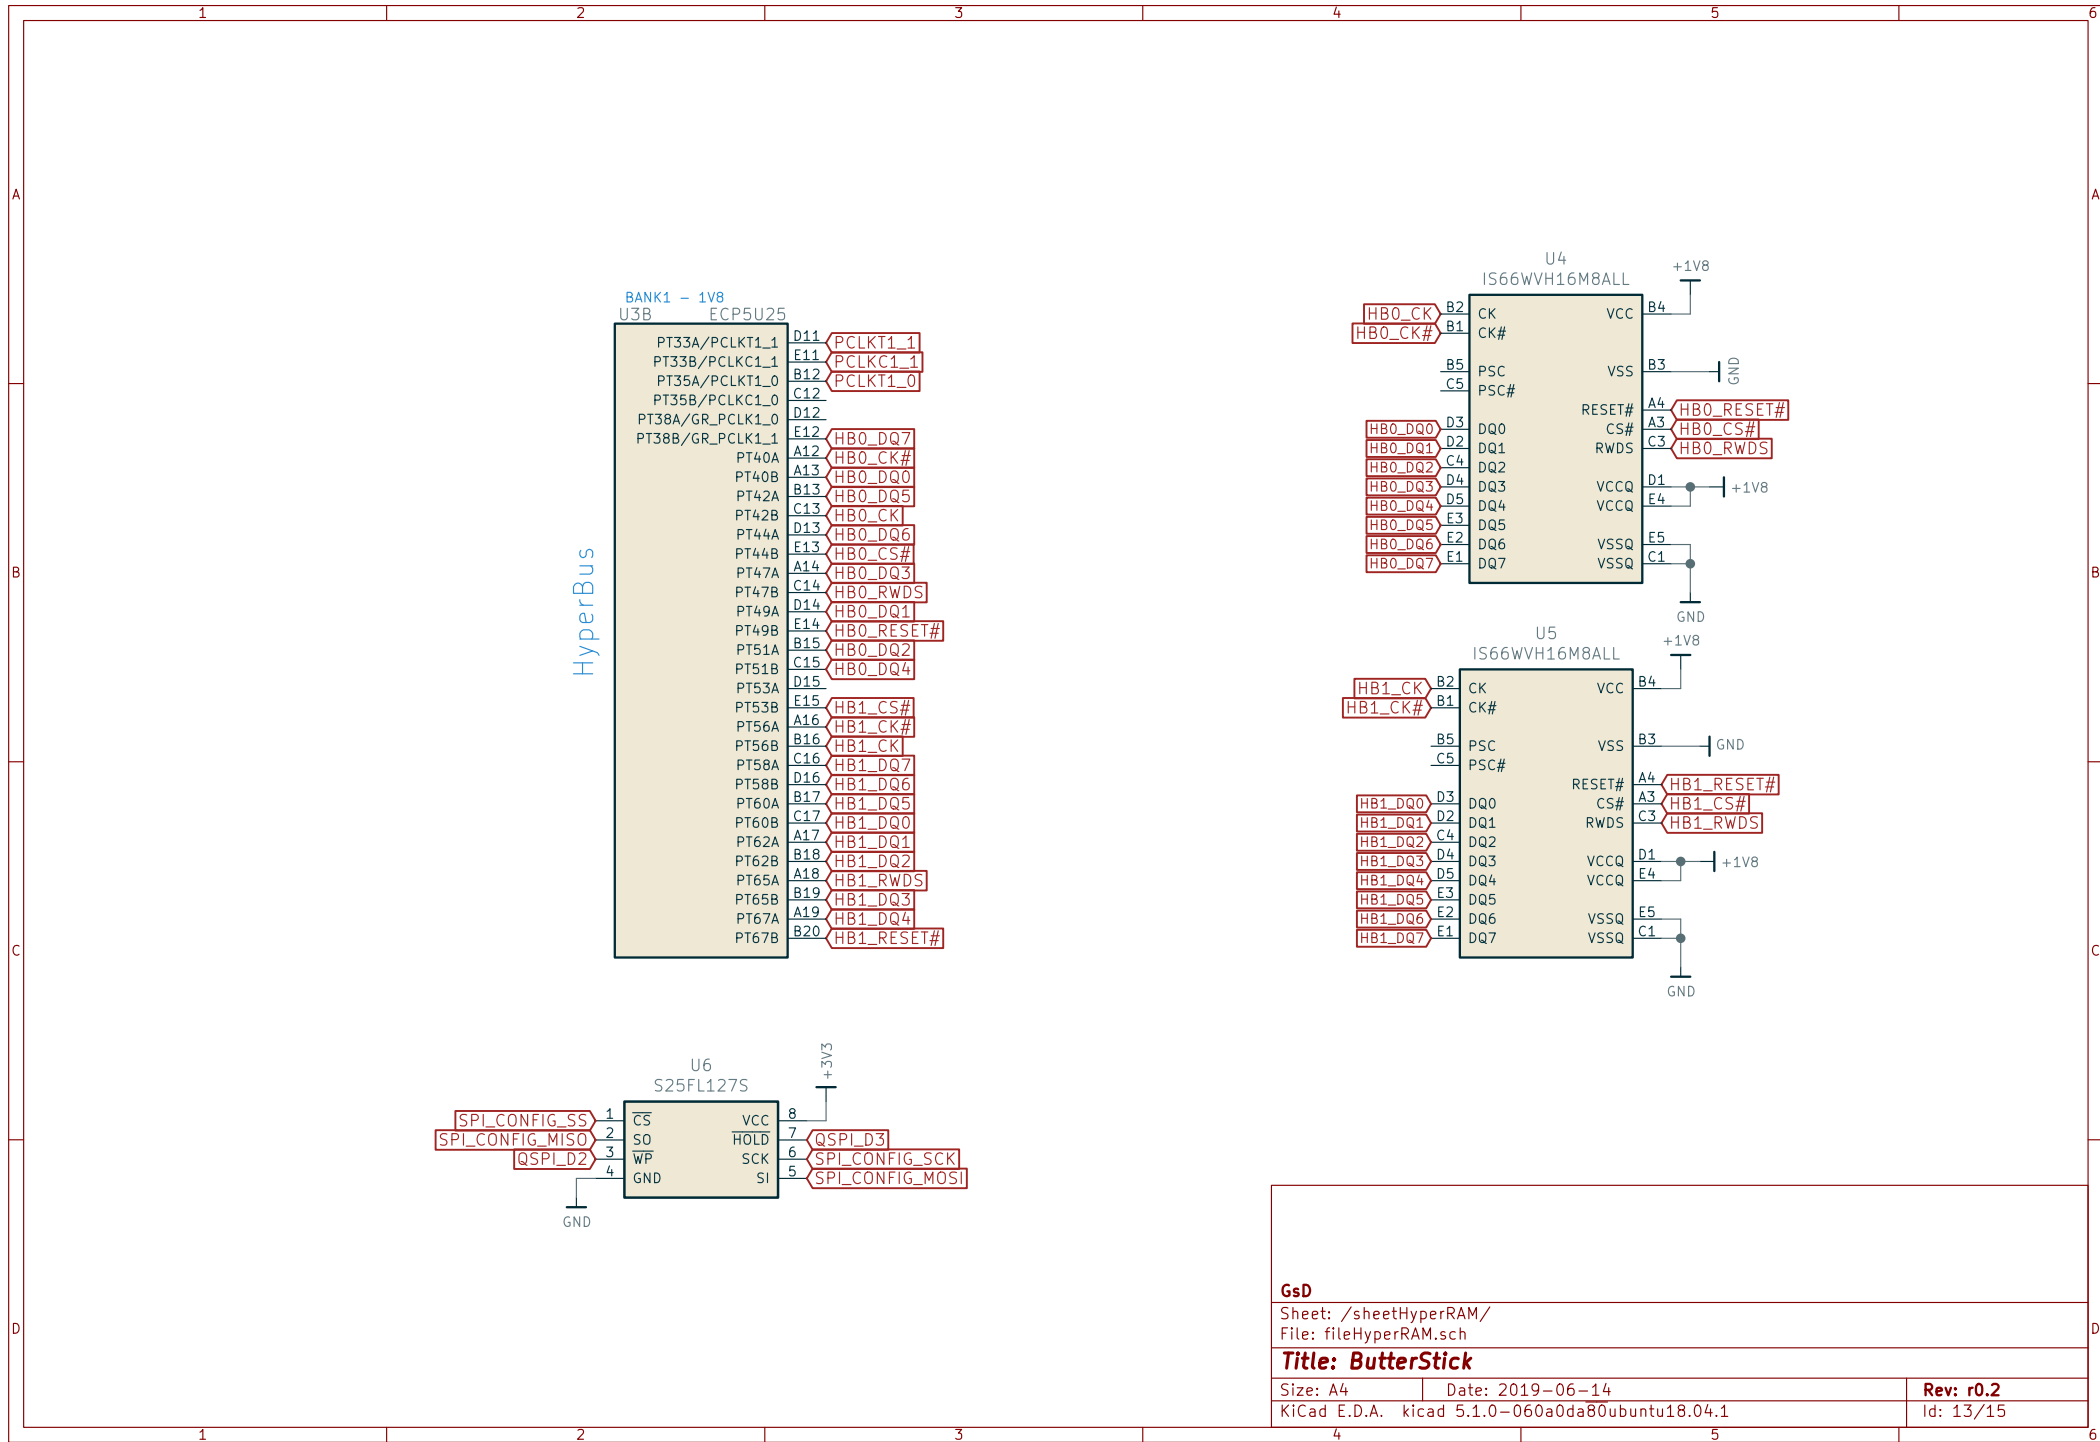 1 2 3 4 5 6
A A
B B
C C
D D
BANK1 - 1V8
U3B ECP5U25
HyperBus
PT33A/PCLKT1_1 D11 PCLKT1_1
PT33B/PCLKC1_1 E11 PCLKC1_1
PT35A/PCLKT1_0 B12 PCLKT1_0
PT35B/PCLKC1_0 C12
PT38A/GR_PCLK1_0 D12
PT38B/GR_PCLK1_1 E12 HB0_DQ7
PT40A A12 HB0_CK#
PT40B A13 HB0_DQ0
PT42A B13 HB0_DQ5
PT42B C13 HB0_CK
PT44A D13 HB0_DQ6
PT44B E13 HB0_CS#
PT47A A14 HB0_DQ3
PT47B C14 HB0_RWDS
PT49A D14 HB0_DQ1
PT49B E14 HB0_RESET#
PT51A B15 HB0_DQ2
PT51B C15 HB0_DQ4
PT53A D15
PT53B E15 HB1_CS#
PT56A A16 HB1_CK#
PT56B B16 HB1_CK
PT58A C16 HB1_DQ7
PT58B D16 HB1_DQ6
PT60A B17 HB1_DQ5
PT60B C17 HB1_DQ0
PT62A A17 HB1_DQ1
PT62B B18 HB1_DQ2
PT65A A18 HB1_RWDS
PT65B B19 HB1_DQ3
PT67A A19 HB1_DQ4
PT67B B20 HB1_RESET#
U4
IS66WVH16M8ALL
+1V8
HB0_CK B2 CK VCC B4
HB0_CK# B1 CK#
B5 PSC VSS B3 GND
C5 PSC#
RESET# A4 HB0_RESET#
HB0_DQ0 D3 DQ0 CS# A3 HB0_CS#
HB0_DQ1 D2 DQ1 RWDS C3 HB0_RWDS
HB0_DQ2 C4 DQ2
HB0_DQ3 D4 DQ3 VCCQ D1 +1V8
HB0_DQ4 D5 DQ4 VCCQ E4
HB0_DQ5 E3 DQ5
HB0_DQ6 E2 DQ6 VSSQ E5
HB0_DQ7 E1 DQ7 VSSQ C1
GND
U5
IS66WVH16M8ALL
+1V8
HB1_CK B2 CK VCC B4
HB1_CK# B1 CK#
B5 PSC VSS B3 GND
C5 PSC#
RESET# A4 HB1_RESET#
HB1_DQ0 D3 DQ0 CS# A3 HB1_CS#
HB1_DQ1 D2 DQ1 RWDS C3 HB1_RWDS
HB1_DQ2 C4 DQ2
HB1_DQ3 D4 DQ3 VCCQ D1 +1V8
HB1_DQ4 D5 DQ4 VCCQ E4
HB1_DQ5 E3 DQ5
HB1_DQ6 E2 DQ6 VSSQ E5
HB1_DQ7 E1 DQ7 VSSQ C1
GND
U6
S25FL127S
+3V3
SPI_CONFIG_SS 1 CS VCC 8
SPI_CONFIG_MISO 2 SO HOLD 7 QSPI_D3
QSPI_D2 3 WP SCK 6 SPI_CONFIG_SCK
4 GND SI 5 SPI_CONFIG_MOSI
GND
GsD
Sheet: /sheetHyperRAM/
File: fileHyperRAM.sch
Title: ButterStick
Size: A4 Date: 2019-06-14 Rev: r0.2
KiCad E.D.A. kicad 5.1.0-060a0da80ubuntu18.04.1 Id: 13/15
1 2 3 4 5 6